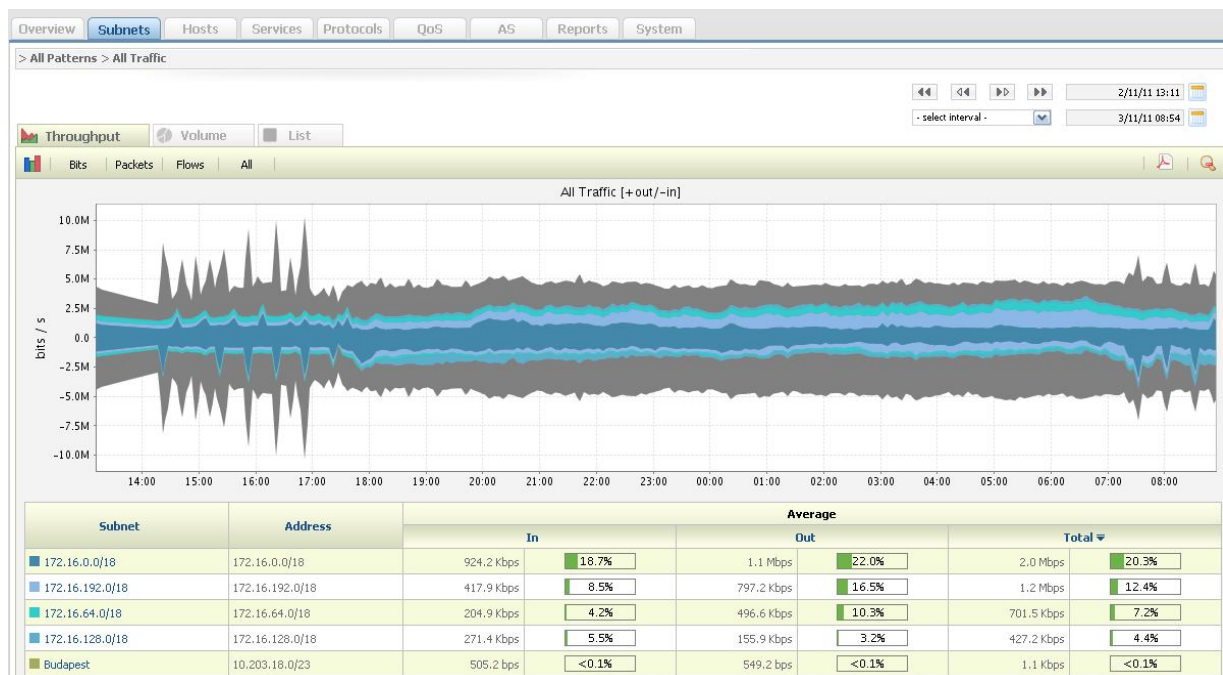 Overview Subnets Hosts Services Protocols QoS AS Reports System
> All Patterns > All Traffic
2/11/11 13:11
- select interval - 3/11/11 08:54
Throughput Volume List
Bits Packets Flows All
All Traffic [+out/-in]
10.0M
7.5M
5.0M
2.5M
0.0
-2.5M
-5.0M
-7.5M
-10.0M
bits / s
14:00 15:00 16:00 17:00 18:00 19:00 20:00 21:00 22:00 23:00 00:00 01:00 02:00 03:00 04:00 05:00 06:00 07:00 08:00
Subnet Address Average
In Out Total
172.16.0.0/18 172.16.0.0/18 924.2 Kbps 18.7% 1.1 Mbps 22.0% 2.0 Mbps 20.3%
172.16.192.0/18 172.16.192.0/18 417.9 Kbps 8.5% 797.2 Kbps 16.5% 1.2 Mbps 12.4%
172.16.64.0/18 172.16.64.0/18 204.9 Kbps 4.2% 496.6 Kbps 10.3% 701.5 Kbps 7.2%
172.16.128.0/18 172.16.128.0/18 271.4 Kbps 5.5% 155.9 Kbps 3.2% 427.2 Kbps 4.4%
Budapest 10.203.18.0/23 505.2 bps <0.1% 549.2 bps <0.1% 1.1 Kbps <0.1%